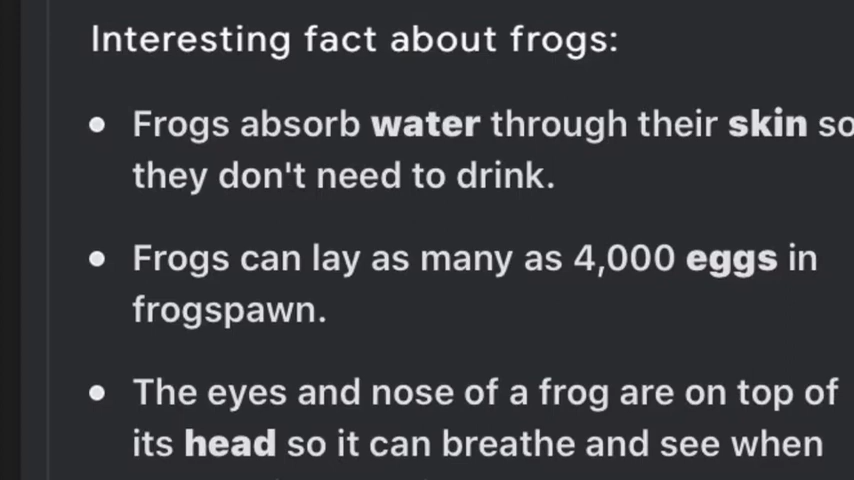 Interesting fact about frogs:
• Frogs absorb water through their skin so
they don't need to drink.
• Frogs can lay as many as 4,000 eggs in
frogspawn.
• The eyes and nose of a frog are on top of
its head so it can breathe and see when